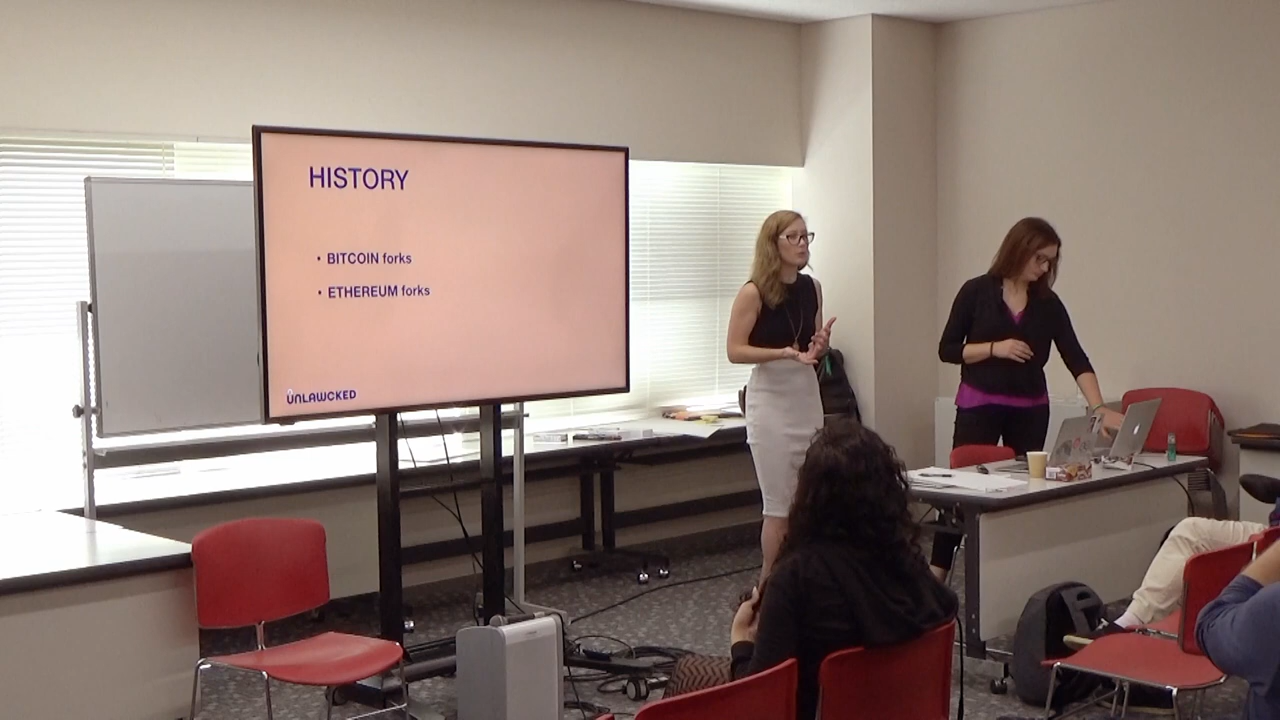 HISTORY
• BITCOIN forks
• ETHEREUM forks
UNLAWCKED